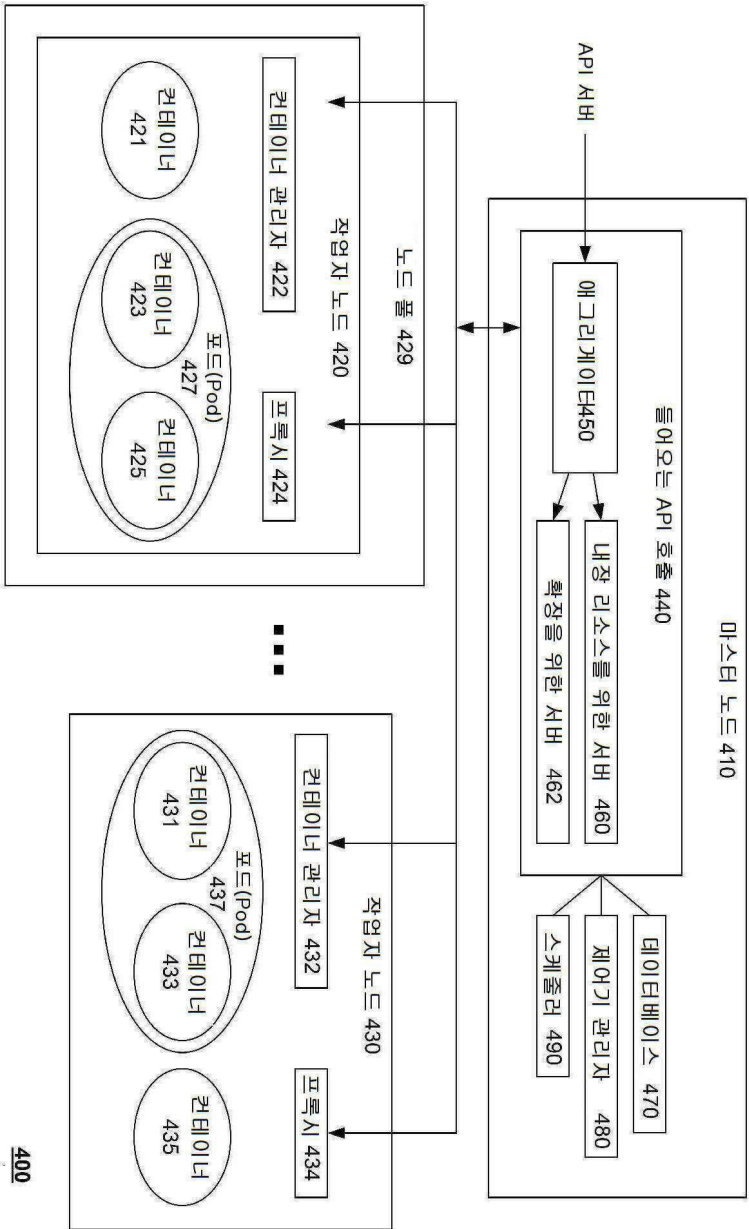 마스터 노드 410
API 서버
들어오는 API 호출 440
애그리게이터450
내장 리소스를 위한 서버 460
확장을 위한 서버 462
데이터베이스 470
제어기 관리자 480
스케줄러 490
노드 풀 429
작업자 노드 420
컨테이너 관리자 422
프록시 424
컨테이너
421
포드(Pod)
427
컨테이너
423
컨테이너
425
작업자 노드 430
컨테이너 관리자 432
프록시 434
포드(Pod)
437
컨테이너
431
컨테이너
433
컨테이너
435
400